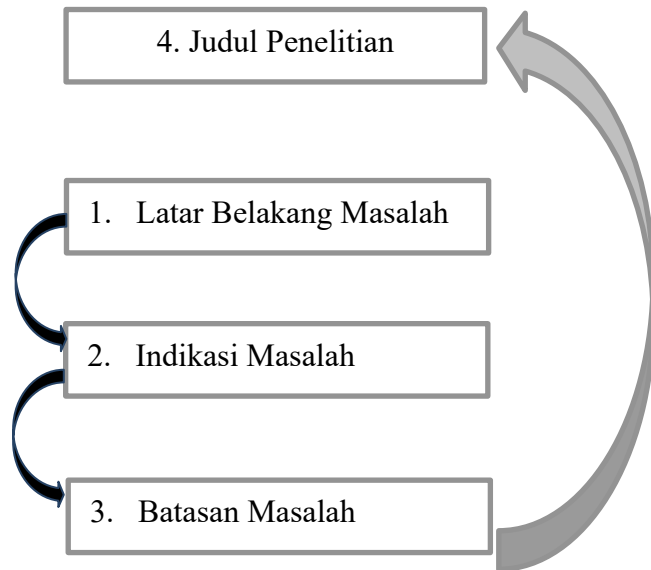 4. Judul Penelitian
1. Latar Belakang Masalah
2. Indikasi Masalah
3. Batasan Masalah